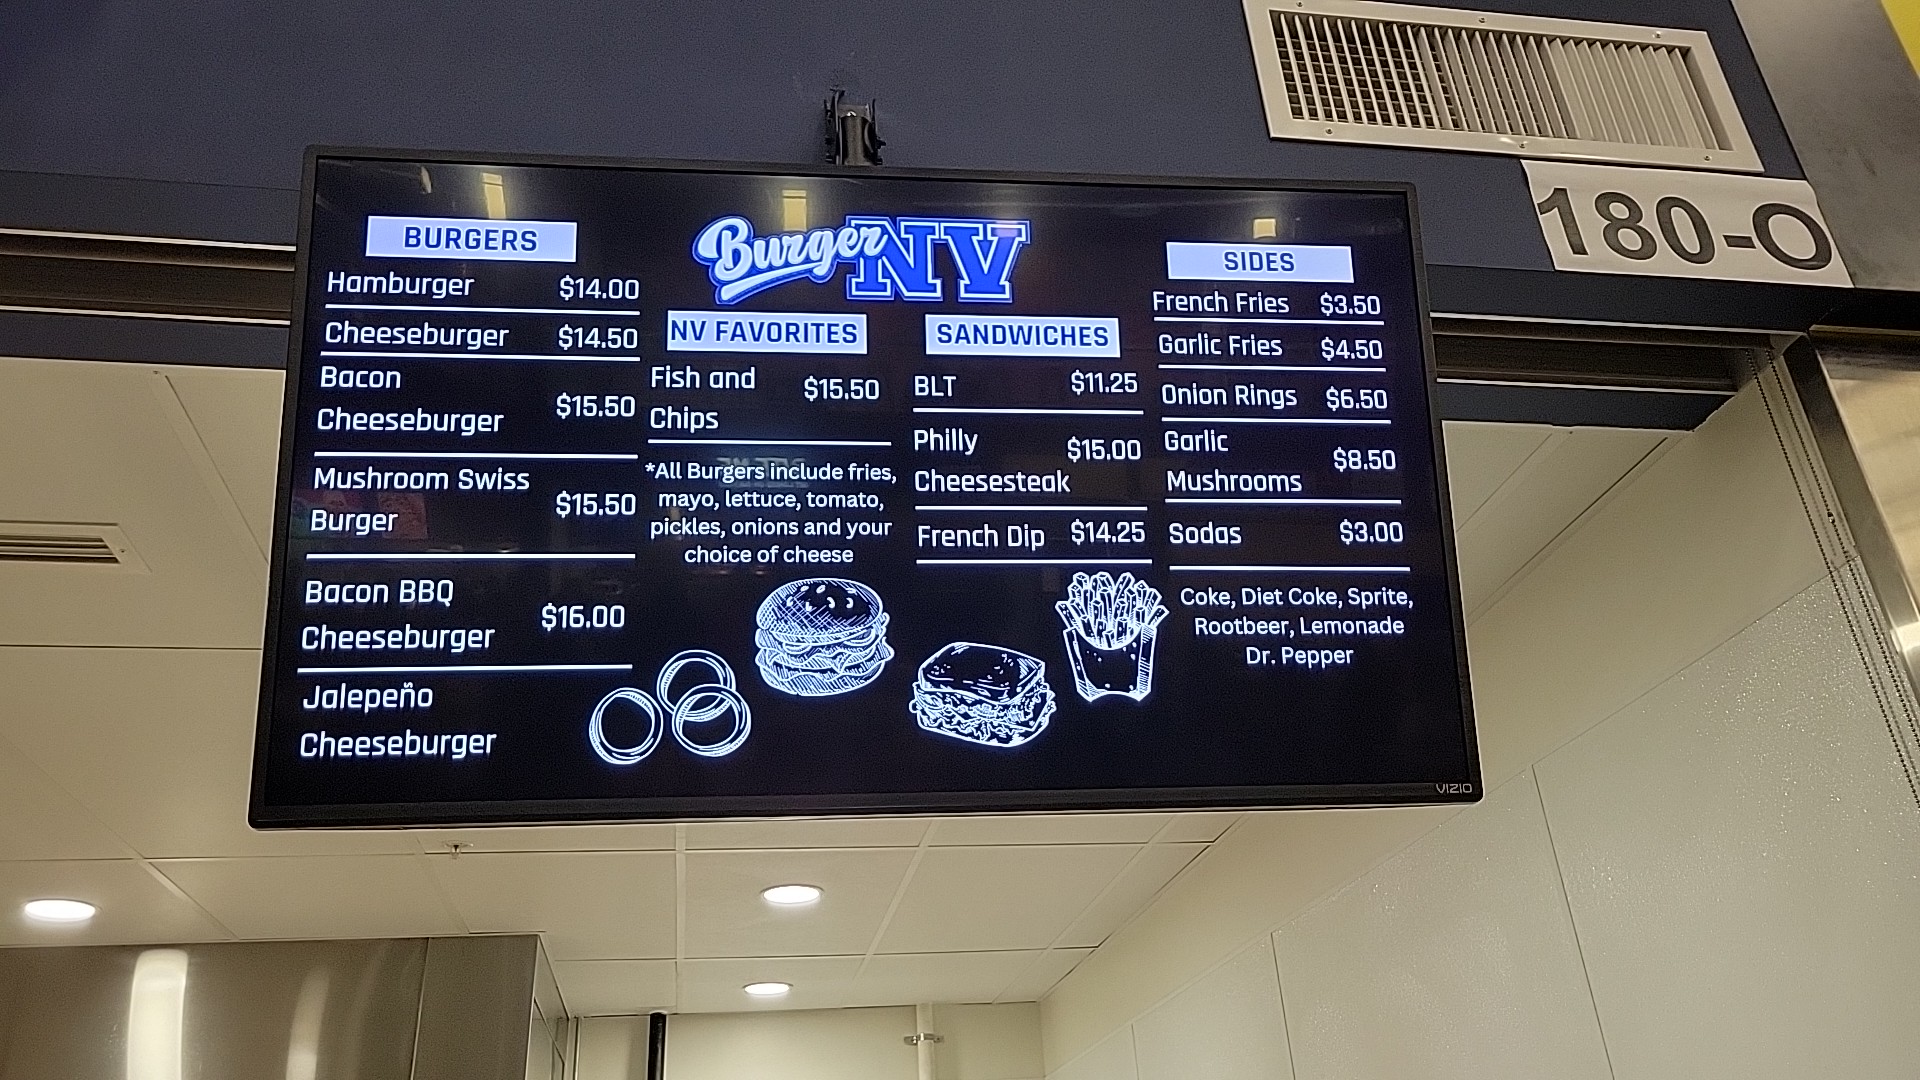 180-O
Burger NV
BURGERS
Hamburger $14.00
Cheeseburger $14.50
Bacon
Cheeseburger $15.50
Mushroom Swiss
Burger $15.50
Bacon BBQ
Cheeseburger $16.00
Jalepeño
Cheeseburger
NV FAVORITES
Fish and
Chips $15.50
*All Burgers include fries,
mayo, lettuce, tomato,
pickles, onions and your
choice of cheese
SANDWICHES
BLT $11.25
Philly
Cheesesteak $15.00
French Dip $14.25
SIDES
French Fries $3.50
Garlic Fries $4.50
Onion Rings $6.50
Garlic
Mushrooms $8.50
Sodas $3.00
Coke, Diet Coke, Sprite,
Rootbeer, Lemonade
Dr. Pepper
VIZIO